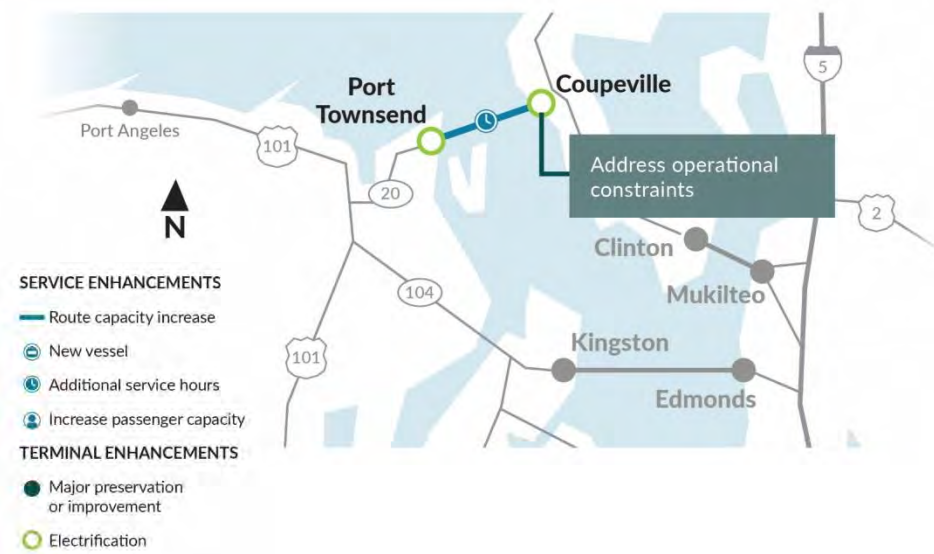 5
Port
Townsend
Coupeville
Port Angeles
101
Address operational
constraints
20
2
N
Clinton
SERVICE ENHANCEMENTS
104
Mukilteo
Route capacity increase
Kingston
New vessel
101
Additional service hours
Edmonds
Increase passenger capacity
TERMINAL ENHANCEMENTS
Major preservation
or improvement
Electrification